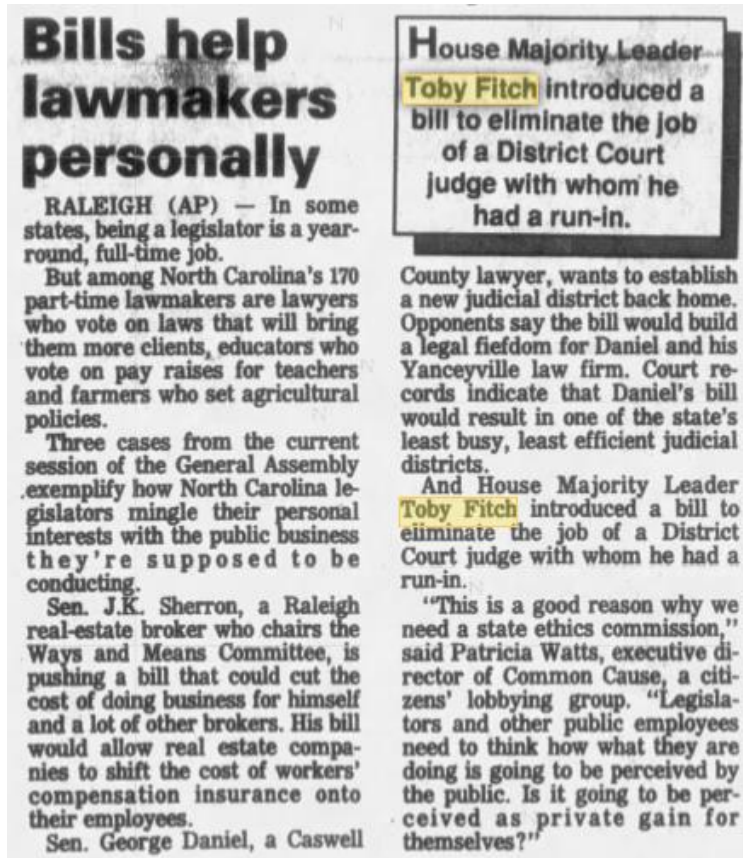 Bills help
lawmakers
personally
RALEIGH (AP) — In some
states, being a legislator is a year-
round, full-time job.
But among North Carolina's 170
part-time lawmakers are lawyers
who vote on laws that will bring
them more clients, educators who
vote on pay raises for teachers
and farmers who set agricultural
policies.
Three cases from the current
session of the General Assembly
exemplify how North Carolina le-
gislators mingle their personal
interests with the public business
they're supposed to be
conducting.
Sen. J.K. Sherron, a Raleigh
real-estate broker who chairs the
Ways and Means Committee, is
pushing a bill that could cut the
cost of doing business for himself
and a lot of other brokers. His bill
would allow real estate compa-
nies to shift the cost of workers'
compensation insurance onto
their employees.
Sen. George Daniel, a Caswell
House Majority Leader
Toby Fitch introduced a
bill to eliminate the job
of a District Court
judge with whom he
had a run-in.
County lawyer, wants to establish
a new judicial district back home.
Opponents say the bill would build
a legal fiefdom for Daniel and his
Yanceyville law firm. Court re-
cords indicate that Daniel's bill
would result in one of the state's
least busy, least efficient judicial
districts.
And House Majority Leader
Toby Fitch introduced a bill to
eliminate the job of a District
Court judge with whom he had a
run-in.
"This is a good reason why we
need a state ethics commission,"
said Patricia Watts, executive di-
rector of Common Cause, a citi-
zens' lobbying group. "Legisla-
tors and other public employees
need to think how what they are
doing is going to be perceived by
the public. Is it going to be per-
ceived as private gain for
themselves?"